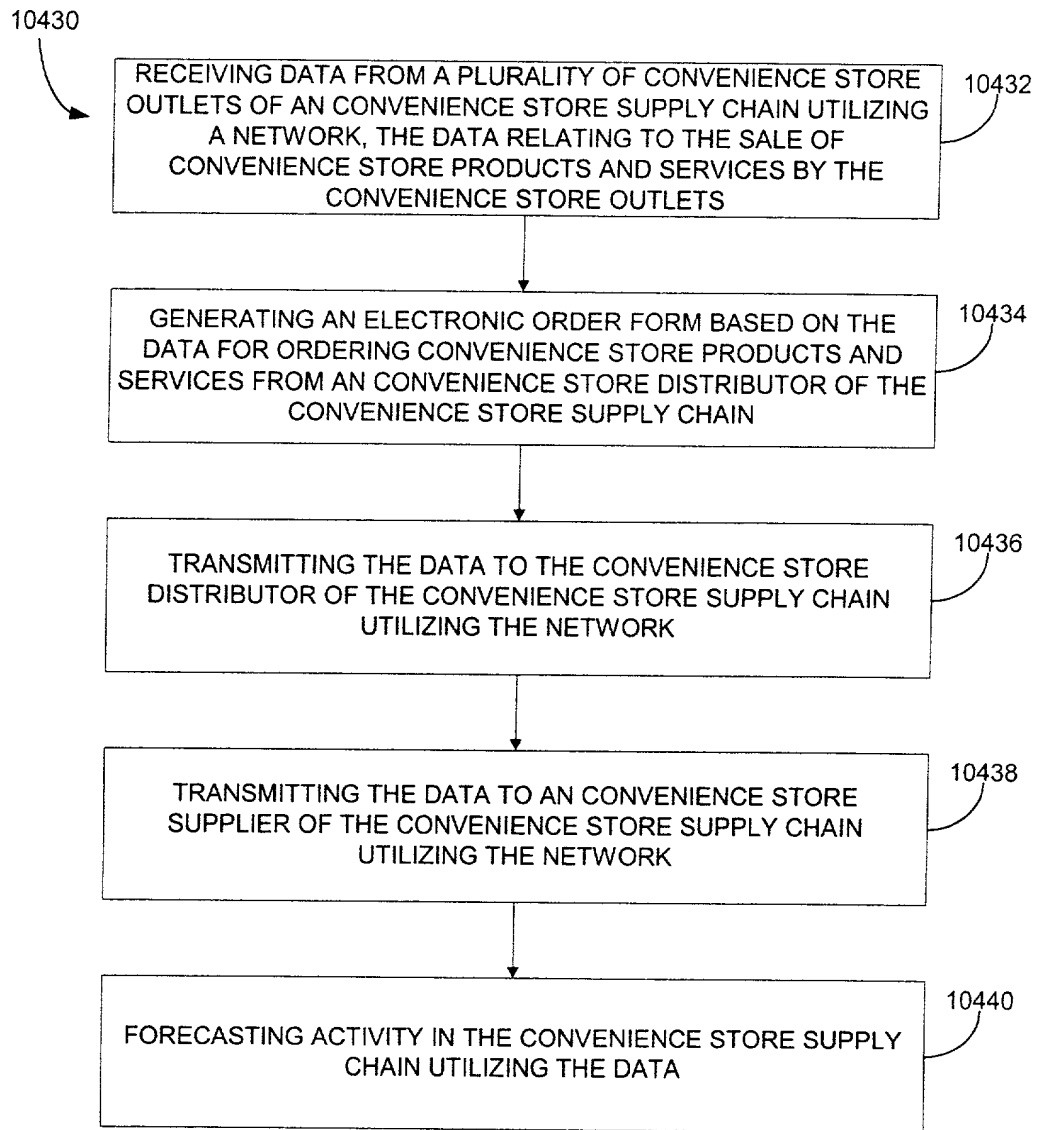 10430
RECEIVING DATA FROM A PLURALITY OF CONVENIENCE STORE
OUTLETS OF AN CONVENIENCE STORE SUPPLY CHAIN UTILIZING
A NETWORK, THE DATA RELATING TO THE SALE OF
CONVENIENCE STORE PRODUCTS AND SERVICES BY THE
CONVENIENCE STORE OUTLETS
10432
GENERATING AN ELECTRONIC ORDER FORM BASED ON THE
DATA FOR ORDERING CONVENIENCE STORE PRODUCTS AND
SERVICES FROM AN CONVENIENCE STORE DISTRIBUTOR OF THE
CONVENIENCE STORE SUPPLY CHAIN
10434
TRANSMITTING THE DATA TO THE CONVENIENCE STORE
DISTRIBUTOR OF THE CONVENIENCE STORE SUPPLY CHAIN
UTILIZING THE NETWORK
10436
TRANSMITTING THE DATA TO AN CONVENIENCE STORE
SUPPLIER OF THE CONVENIENCE STORE SUPPLY CHAIN
UTILIZING THE NETWORK
10438
FORECASTING ACTIVITY IN THE CONVENIENCE STORE SUPPLY
CHAIN UTILIZING THE DATA
10440